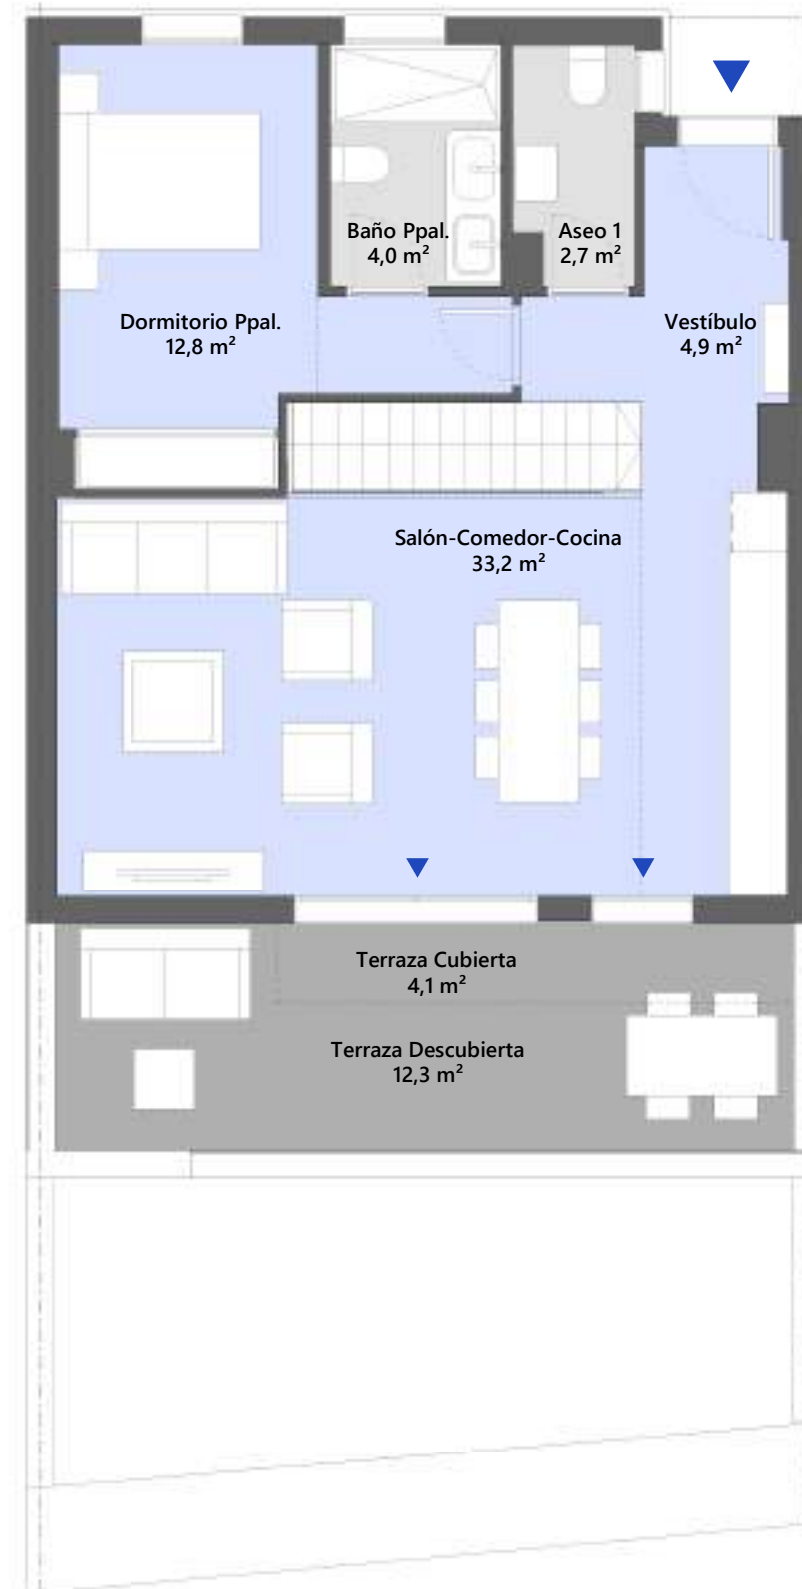 Baño Ppal.
4,0 m²
Aseo 1
2,7 m²
Dormitorio Ppal.
12,8 m²
Vestíbulo
4,9 m²
Salón-Comedor-Cocina
33,2 m²
Terraza Cubierta
4,1 m²
Terraza Descubierta
12,3 m²